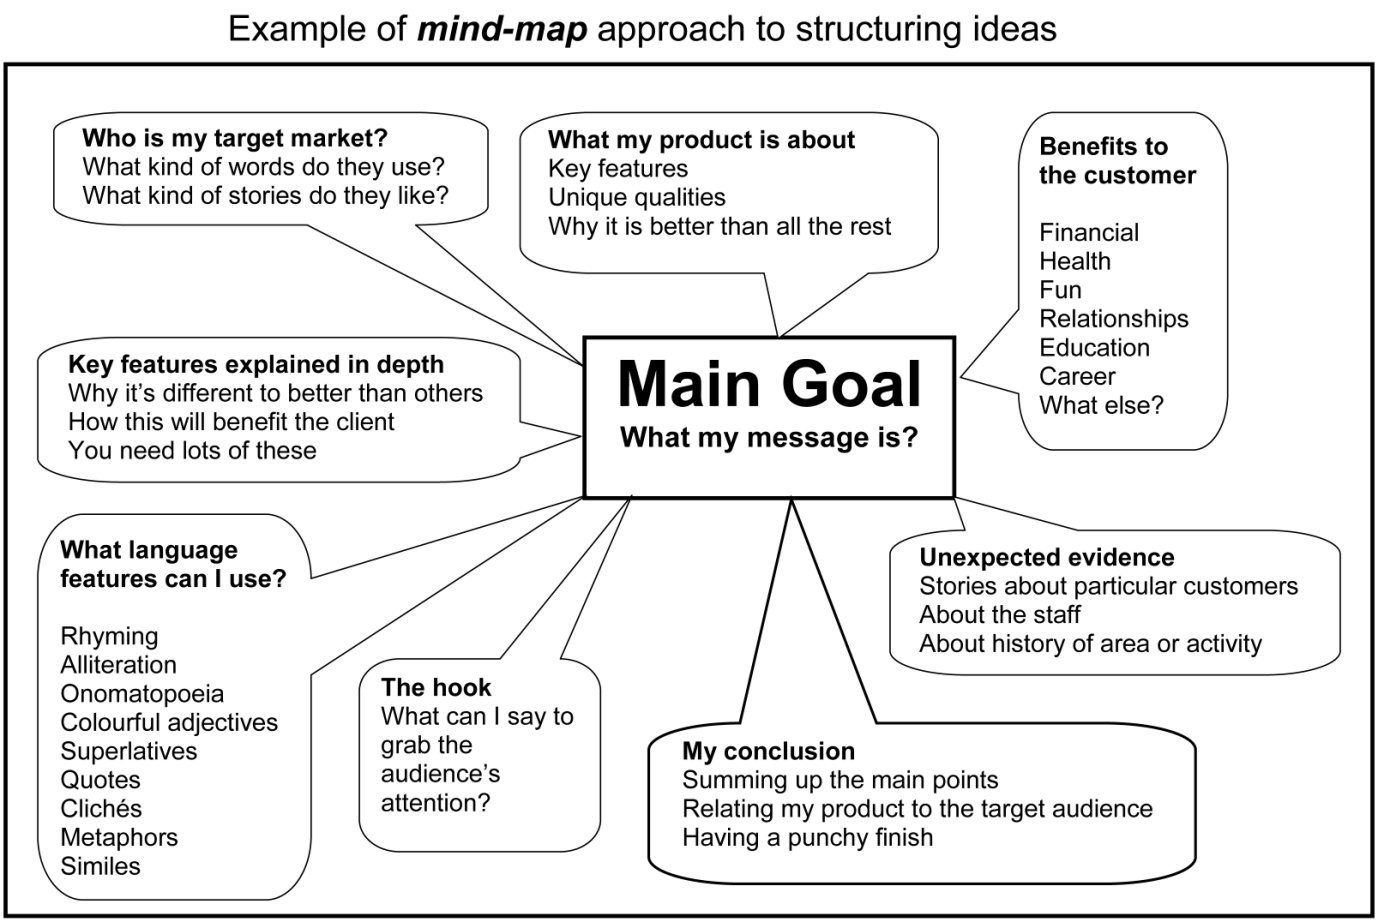 Example of mind-map approach to structuring ideas
Who is my target market?
What kind of words do they use?
What kind of stories do they like?
What my product is about
Key features
Unique qualities
Why it is better than all the rest
Benefits to
the customer
Financial
Health
Fun
Relationships
Education
Career
What else?
Key features explained in depth
Why it’s different to better than others
How this will benefit the client
You need lots of these
Main Goal
What my message is?
What language
features can I use?
Rhyming
Alliteration
Onomatopoeia
Colourful adjectives
Superlatives
Quotes
Clichés
Metaphors
Similes
The hook
What can I say to
grab the
audience’s
attention?
My conclusion
Summing up the main points
Relating my product to the target audience
Having a punchy finish
Unexpected evidence
Stories about particular customers
About the staff
About history of area or activity